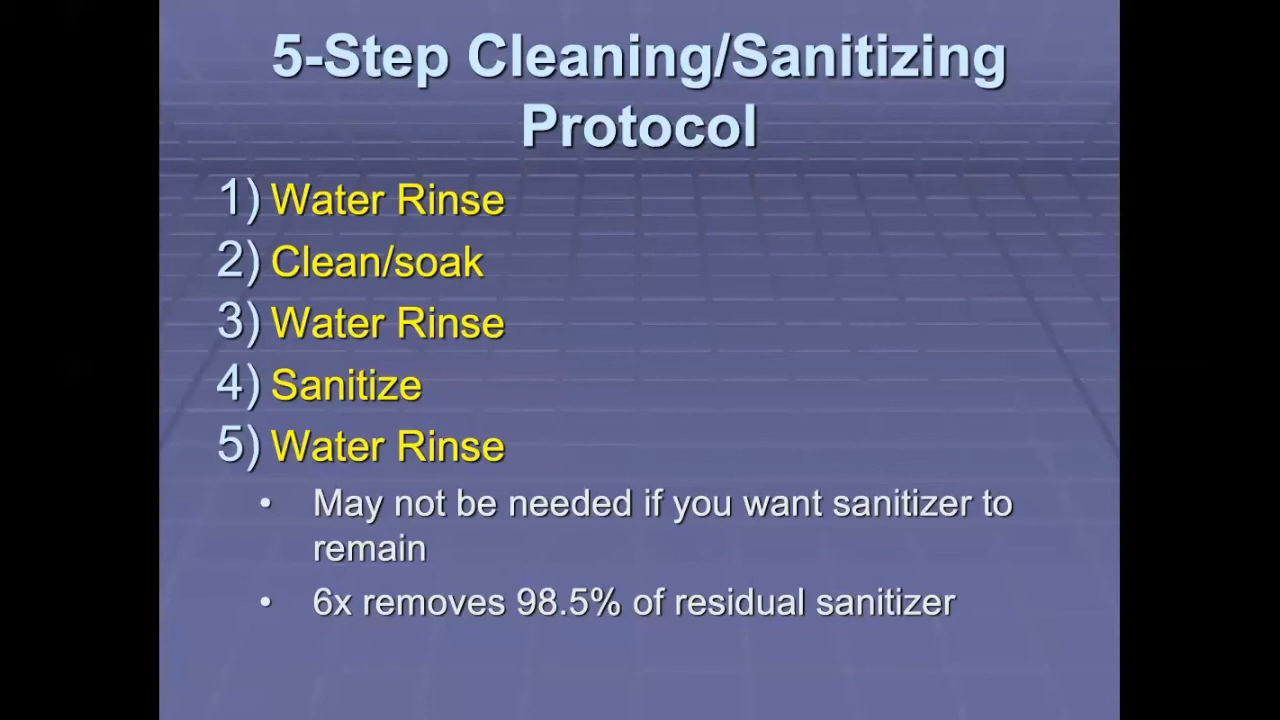 5-Step Cleaning/Sanitizing
Protocol
1) Water Rinse
2) Clean/soak
3) Water Rinse
4) Sanitize
5) Water Rinse
• May not be needed if you want sanitizer to
remain
• 6x removes 98.5% of residual sanitizer